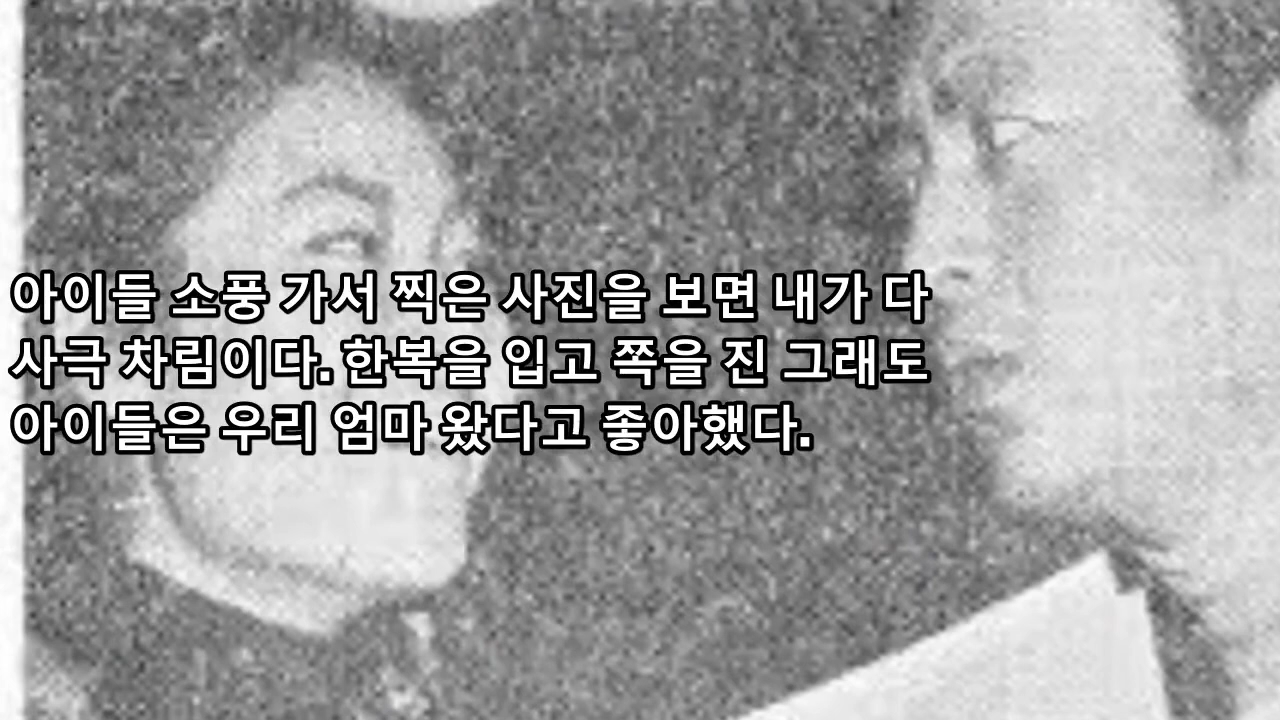 아이들 소풍 가서 찍은 사진을 보면 내가 다
사극 차림이다. 한복을 입고 쪽을 진 그래도
아이들은 우리 엄마 왔다고 좋아했다.